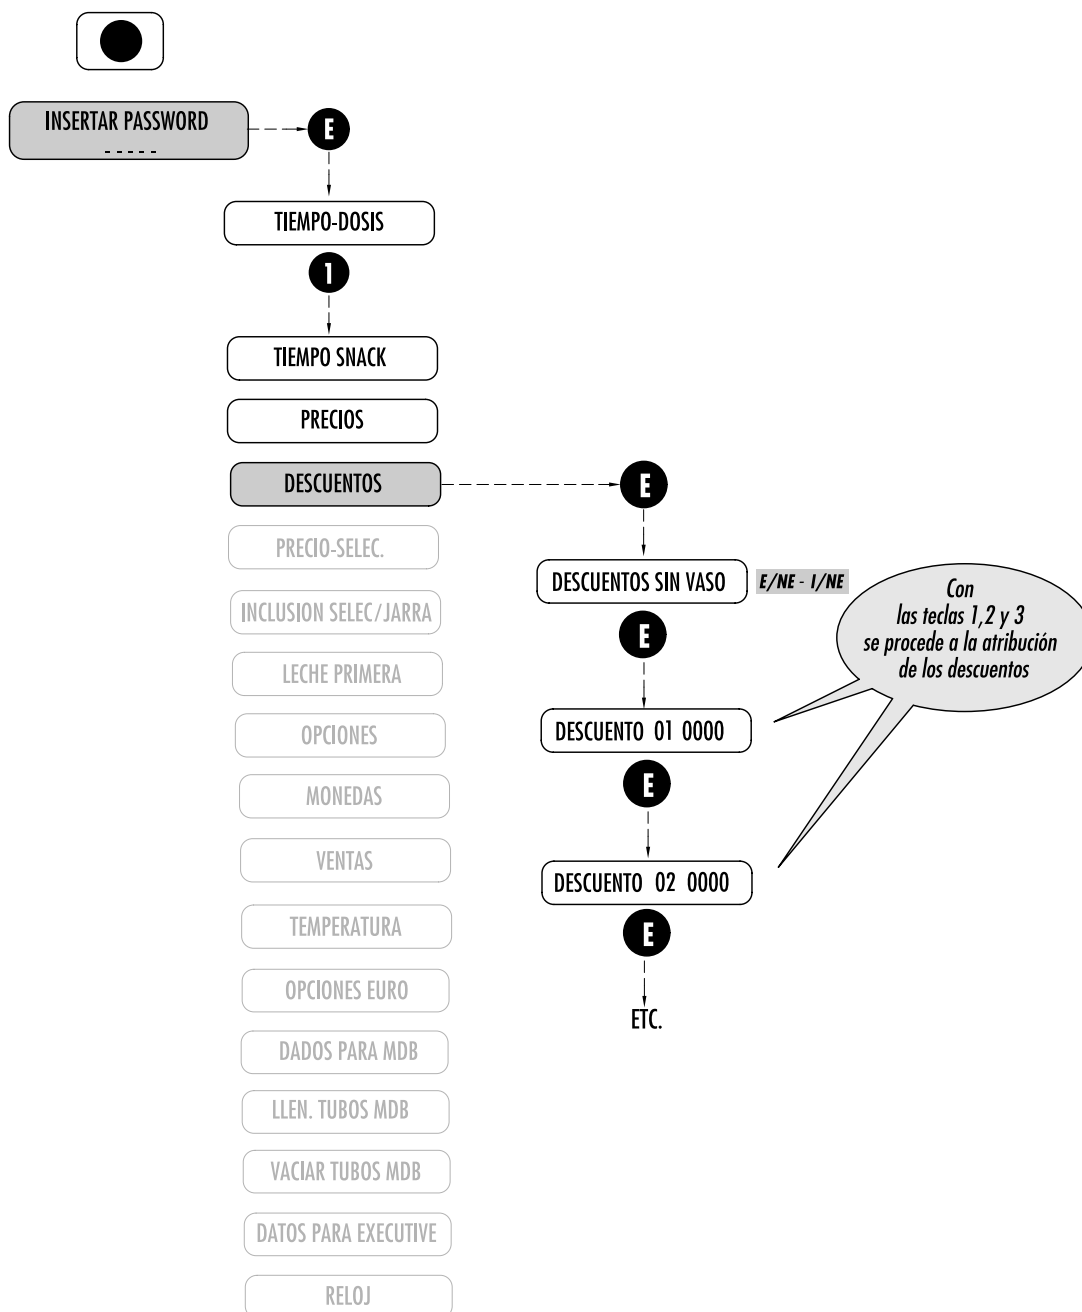 INSERTAR PASSWORD
- - - - -
E
TIEMPO-DOSIS
1
TIEMPO SNACK
PRECIOS
DESCUENTOS
E
PRECIO-SELEC.
DESCUENTOS SIN VASO
E/NE - I/NE
INCLUSION SELEC/JARRA
E
Con
las teclas 1,2 y 3
se procede a la atribución
de los descuentos
LECHE PRIMERA
OPCIONES
DESCUENTO 01 0000
MONEDAS
E
VENTAS
DESCUENTO 02 0000
TEMPERATURA
E
OPCIONES EURO
ETC.
DADOS PARA MDB
LLEN. TUBOS MDB
VACIAR TUBOS MDB
DATOS PARA EXECUTIVE
RELOJ